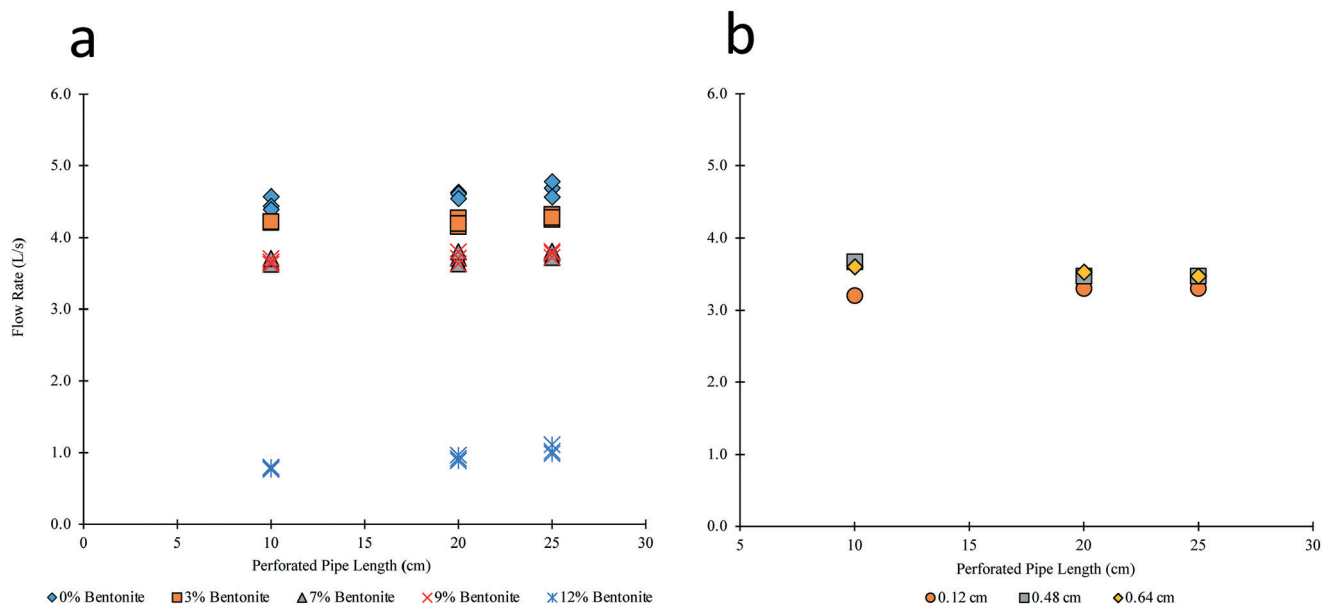 a
b
6.0
5.0
4.0
3.0
2.0
1.0
0.0
Flow Rate (L/s)
0 5 10 15 20 25 30
Perforated Pipe Length (cm)
0% Bentonite 3% Bentonite 7% Bentonite 9% Bentonite 12% Bentonite
6.0
5.0
4.0
3.0
2.0
1.0
0.0
5 10 15 20 25 30
Perforated Pipe Length (cm)
0.12 cm 0.48 cm 0.64 cm